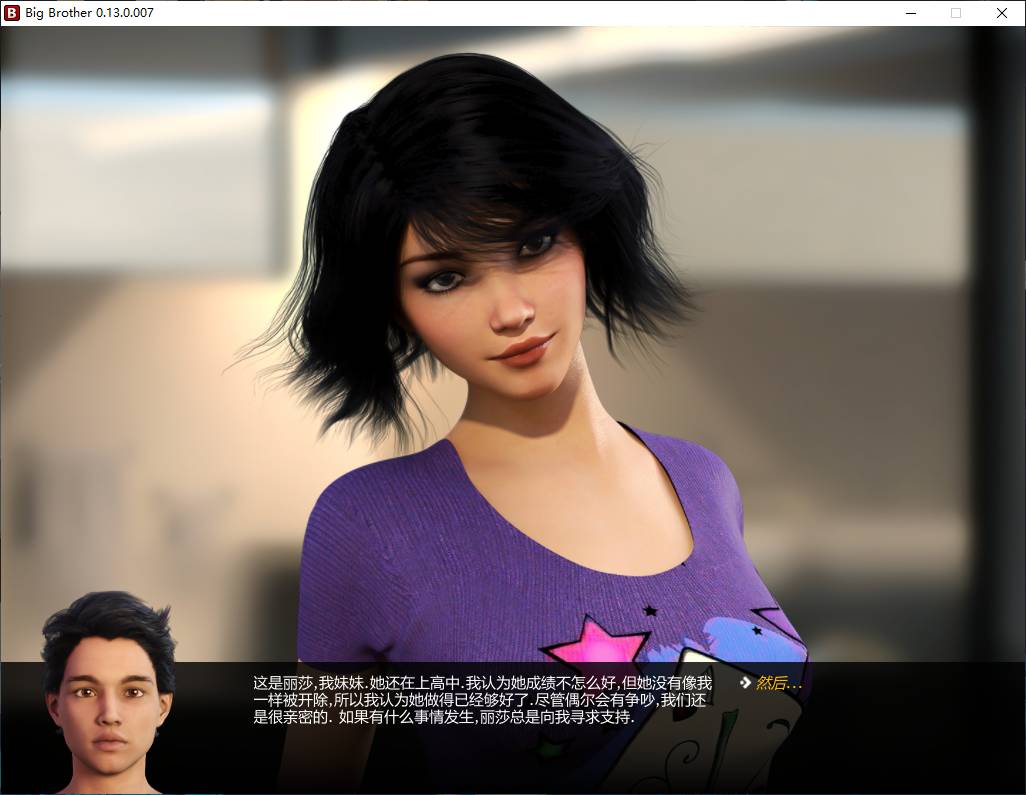 Big Brother 0.13.0.007
这是丽莎,我妹妹.她还在上高中.我认为她成绩不怎么好,但她没有像我
一样被开除,所以我认为她做得已经够好了.尽管偶尔会有争吵,我们还
是很亲密的. 如果有什么事情发生,丽莎总是向我寻求支持.
然后...